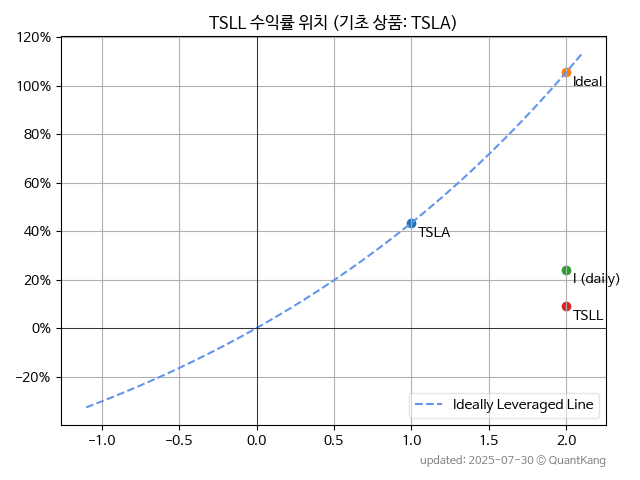 TSLL 수익률 위치 (기초 상품: TSLA)
120%
100%
80%
60%
40%
20%
0%
−20%
Ideal
TSLA
I (daily)
TSLL
Ideally Leveraged Line
−1.0
−0.5
0.0
0.5
1.0
1.5
2.0
updated: 2025-07-30 © QuantKang